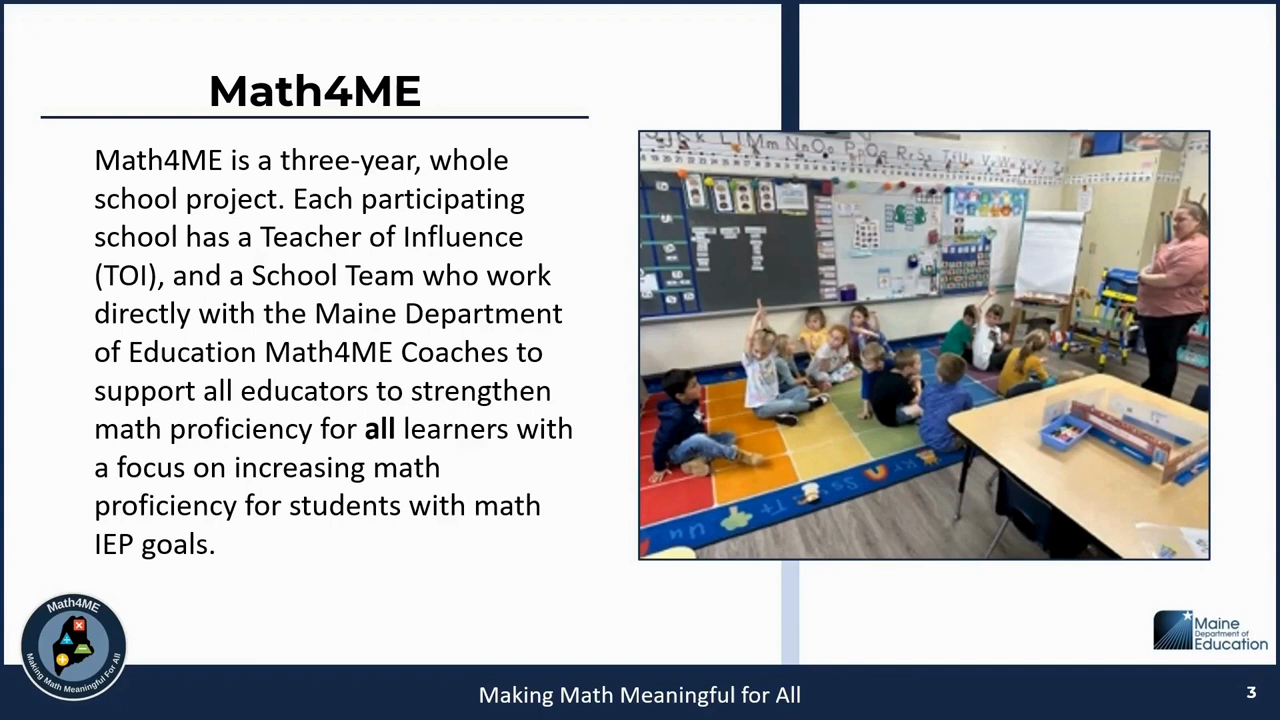 Math4ME
Math4ME is a three-year, whole
school project. Each participating
school has a Teacher of Influence
(TOI), and a School Team who work
directly with the Maine Department
of Education Math4ME Coaches to
support all educators to strengthen
math proficiency for all learners with
a focus on increasing math
proficiency for students with math
IEP goals.
Math4ME
Making Math Meaningful For All
Maine
Department of
Education
Making Math Meaningful for All
3